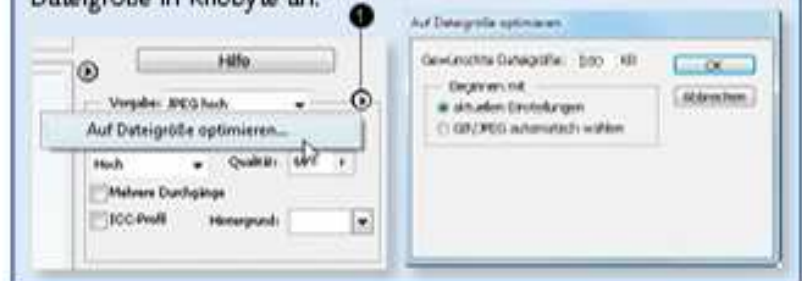 Dateigröße in Kilobyte an.
1
Hilfe
Vorgabe: JPEG hoch
Auf Dateigröße optimieren...
Hoch Qualität:
Mehrere Durchgänge
ICC-Profil Hintergrund:
Auf Dateigröße optimieren
Gewünschte Dateigröße: KB
OK
Beginnen mit
Abbrechen
aktuellen Einstellungen
GIF/JPEG automatisch wählen